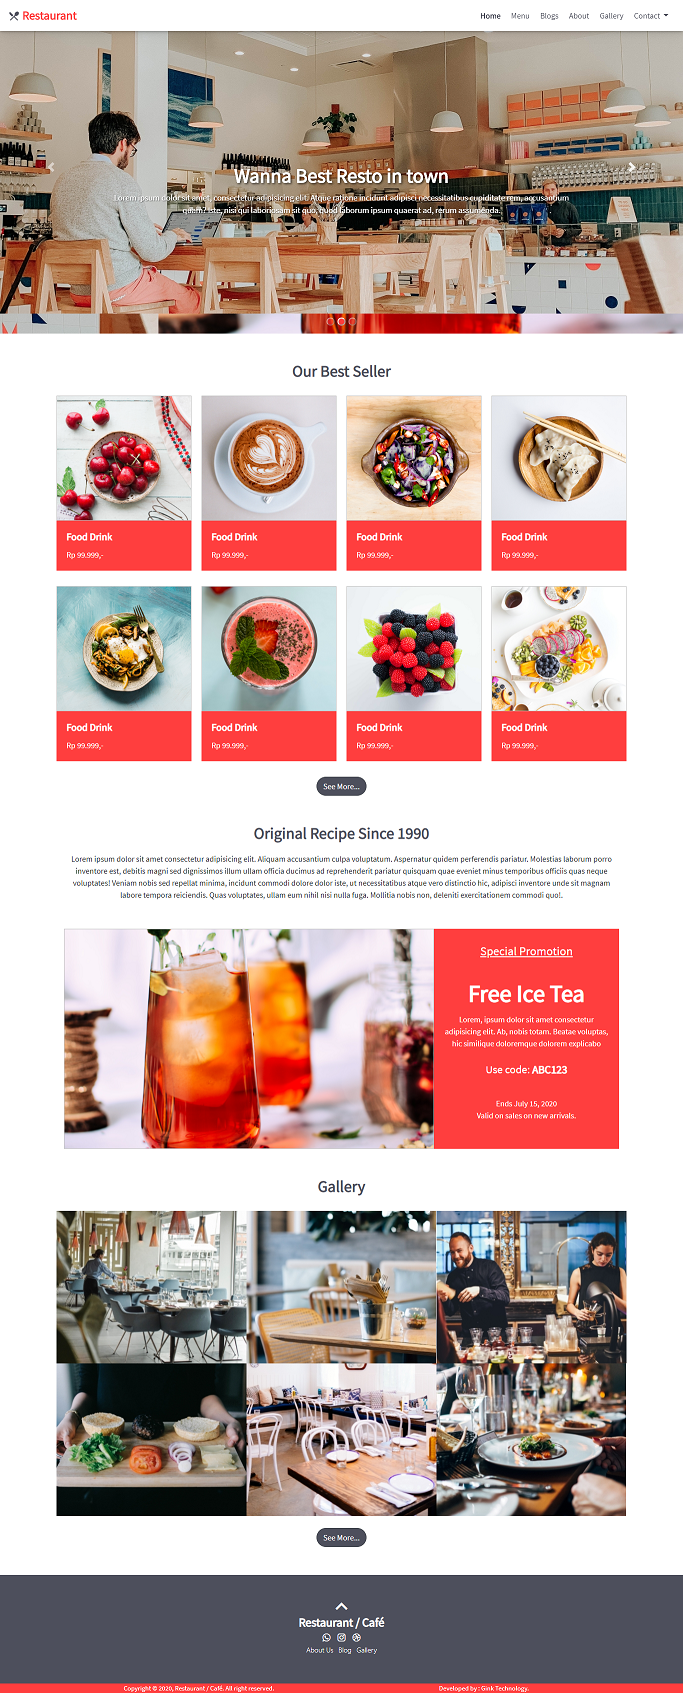 Restaurant
Home Menu Blogs About Gallery Contact
Wanna Best Resto in town
Lorem ipsum dolor sit amet, consectetur adipisicing elit. Atque ratione incidunt adipisci necessitatibus cupiditate rem, accusantium
quam? Iste, nisi qui laboriosam sit quo, quod laborum ipsum quaerat ad, rerum assumenda.
Our Best Seller
Food Drink Food Drink Food Drink Food Drink
Rp 99.999,- Rp 99.999,- Rp 99.999,- Rp 99.999,-
Food Drink Food Drink Food Drink Food Drink
Rp 99.999,- Rp 99.999,- Rp 99.999,- Rp 99.999,-
See More...
Original Recipe Since 1990
Lorem ipsum dolor sit amet consectetur adipisicing elit. Aliquam accusantium culpa voluptatum. Aspernatur quidem perferendis pariatur. Molestias laborum porro
inventore est, debitis magni sed dignissimos illum ullam officia ducimus ad reprehenderit pariatur quisquam quae eveniet minus temporibus officiis quas neque
voluptates! Veniam nobis sed repellat minima, incidunt commodi dolore dolor iste, ut necessitatibus atque vero distinctio hic, adipisci inventore unde sit magnam
labore tempora reiciendis. Quas voluptates, ullam eum nihil nisi nulla fuga. Mollitia nobis non, deleniti exercitationem commodi quo!.
Special Promotion
Free Ice Tea
Lorem, ipsum dolor sit amet consectetur
adipisicing elit. Ab, nobis totam. Beatae voluptas,
hic similique doloremque dolorem explicabo
Use code: ABC123
Ends July 15, 2020
Valid on sales on new arrivals.
Gallery
See More...
Restaurant / Café
About Us Blog Gallery
Copyright © 2020, Restaurant / Café. All right reserved.
Developed by : Gink Technology.